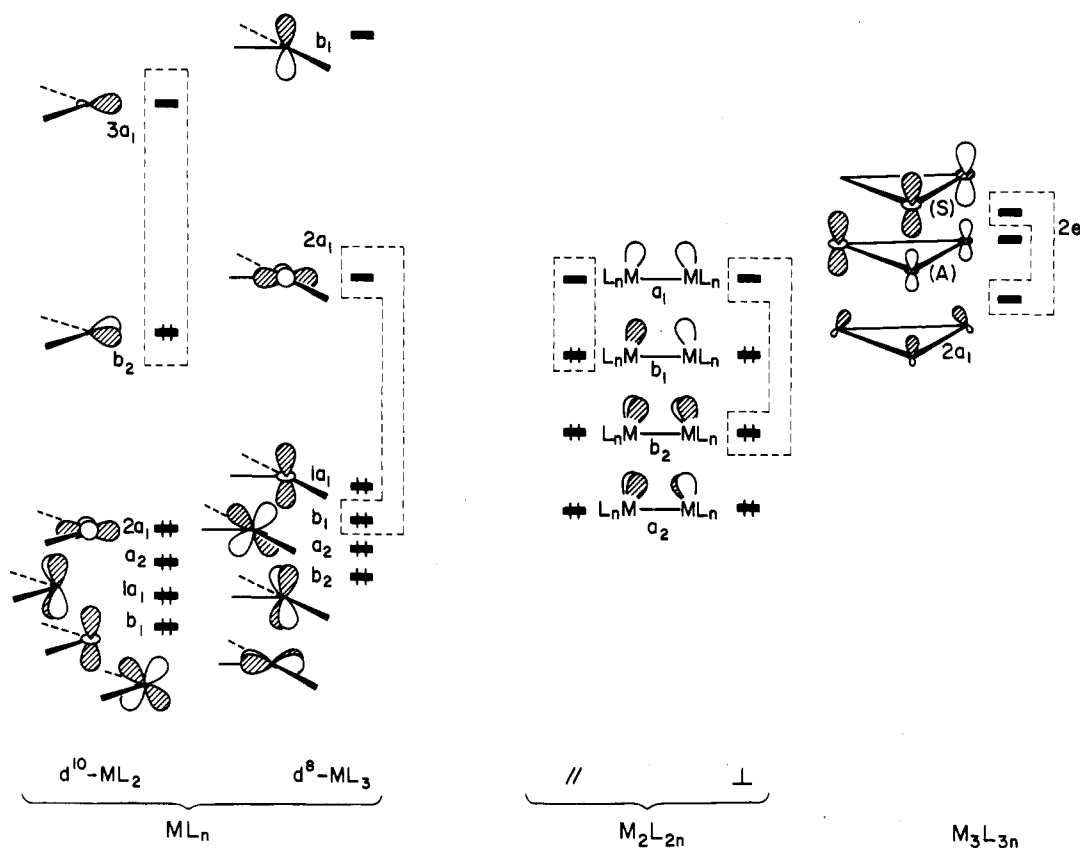 b₁
3a₁
b₂
2a₁
1a₁
2a₁
a₂
1a₁
b₁
b₁
a₂
b₂
LₙM MLₙ
a₁
LₙM MLₙ
b₁
LₙM MLₙ
b₂
LₙM MLₙ
a₂
(S)
2e
(A)
2a₁
d¹⁰-ML₂
d⁸-ML₃
MLₙ
//
⊥
M₂L₂ₙ
M₃L₃ₙ